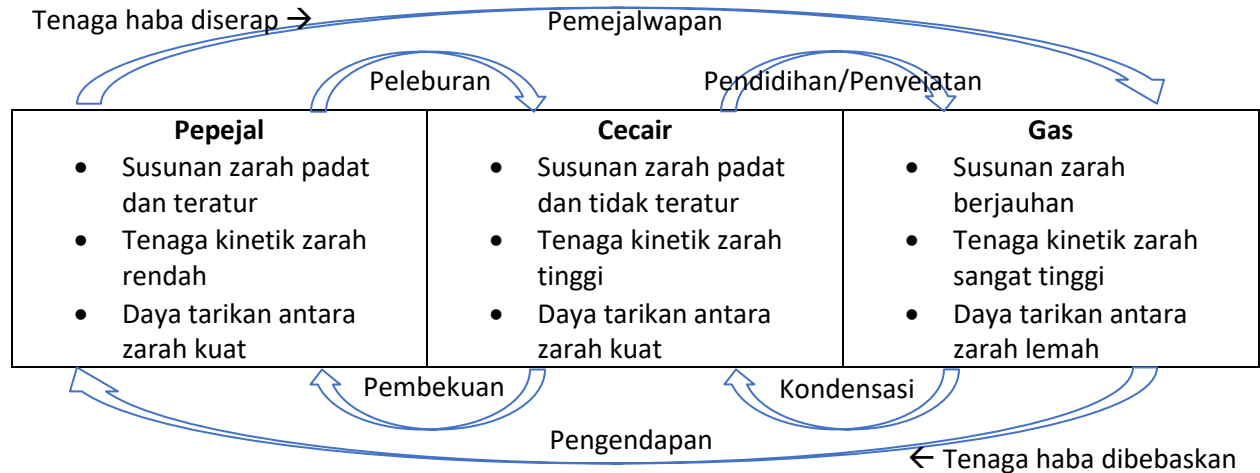 Tenaga haba diserap →
Pemejalwapan
Peleburan
Pendidihan/Penyejatan
Pepejal
• Susunan zarah padat
dan teratur
• Tenaga kinetik zarah
rendah
• Daya tarikan antara
zarah kuat
Cecair
• Susunan zarah padat
dan tidak teratur
• Tenaga kinetik zarah
tinggi
• Daya tarikan antara
zarah kuat
Gas
• Susunan zarah
berjauhan
• Tenaga kinetik zarah
sangat tinggi
• Daya tarikan antara
zarah lemah
Pembekuan
Kondensasi
Pengendapan
← Tenaga haba dibebaskan